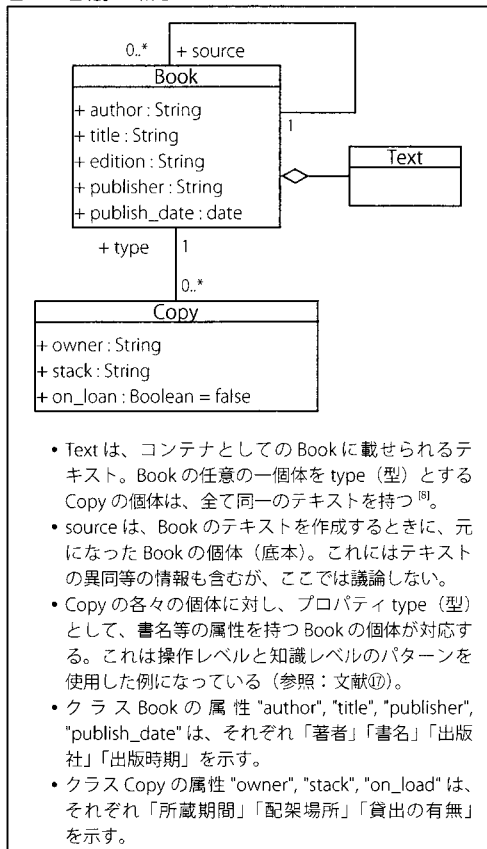 0..*
+ source
Book
+ author : String
+ title : String
+ edition : String
+ publisher : String
+ publish_date : date
1
Text
+ type
1
0..*
Copy
+ owner : String
+ stack : String
+ on_loan : Boolean = false
• Text は、コンテナとしての Book に載せられるテ
キスト。Book の任意の一個体を type（型）とする
Copy の個体は、全て同一のテキストを持つ [8]。
• source は、Book のテキストを作成するときに、元
になった Book の個体（底本）。これにはテキスト
の異同等の情報も含むが、ここでは議論しない。
• Copy の各々の個体に対し、プロパティ type（型）
として、書名等の属性を持つ Book の個体が対応す
る。これは操作レベルと知識レベルのパターンを
使用した例になっている（参照：文献⑰）。
• クラス Book の属性 "author", "title", "publisher",
"publish_date" は、それぞれ「著者」「書名」「出版
社」「出版時期」を示す。
• クラス Copy の属性 "owner", "stack", "on_load" は、
それぞれ「所蔵期間」「配架場所」「貸出の有無」
を示す。